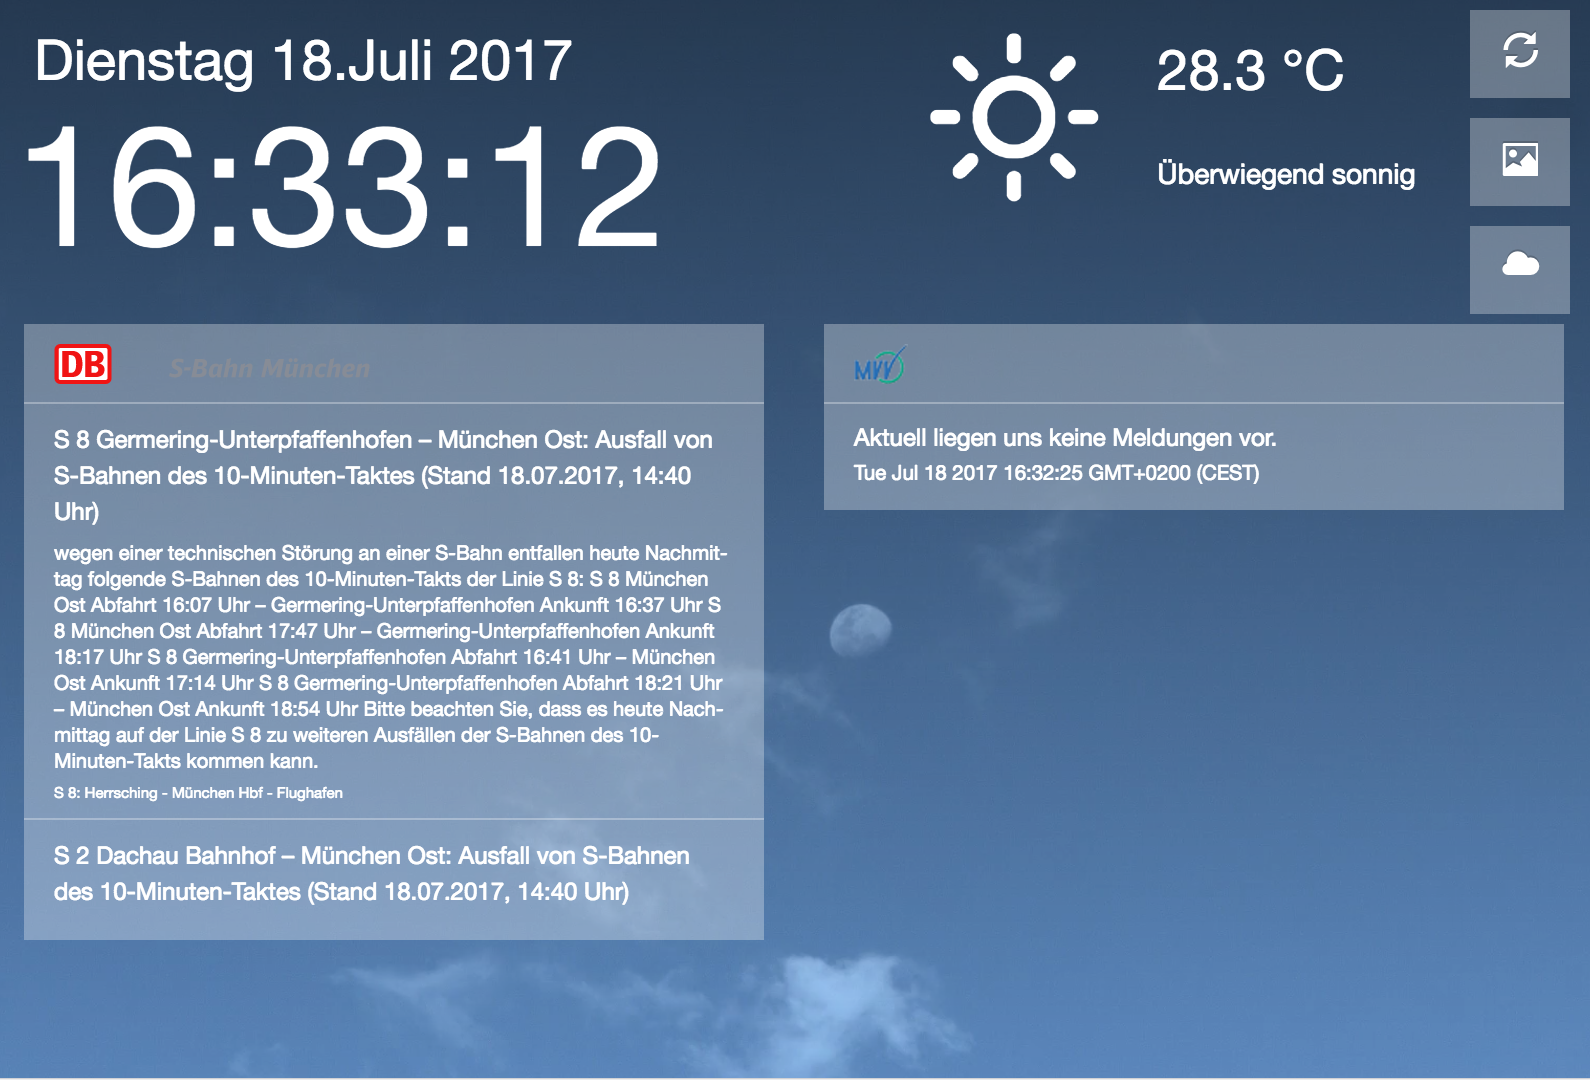 Dienstag 18.Juli 2017
16:33:12
28.3 °C
Überwiegend sonnig
DB
S-Bahn München
S 8 Germering-Unterpfaffenhofen – München Ost: Ausfall von
S-Bahnen des 10-Minuten-Taktes (Stand 18.07.2017, 14:40
Uhr)
wegen einer technischen Störung an einer S-Bahn entfallen heute Nachmit-
tag folgende S-Bahnen des 10-Minuten-Takts der Linie S 8: S 8 München
Ost Abfahrt 16:07 Uhr – Germering-Unterpfaffenhofen Ankunft 16:37 Uhr S
8 München Ost Abfahrt 17:47 Uhr – Germering-Unterpfaffenhofen Ankunft
18:17 Uhr S 8 Germering-Unterpfaffenhofen Abfahrt 16:41 Uhr – München
Ost Ankunft 17:14 Uhr S 8 Germering-Unterpfaffenhofen Abfahrt 18:21 Uhr
– München Ost Ankunft 18:54 Uhr Bitte beachten Sie, dass es heute Nach-
mittag auf der Linie S 8 zu weiteren Ausfällen der S-Bahnen des 10-
Minuten-Takts kommen kann.
S 8: Herrsching - München Hbf - Flughafen
S 2 Dachau Bahnhof – München Ost: Ausfall von S-Bahnen
des 10-Minuten-Taktes (Stand 18.07.2017, 14:40 Uhr)
MVV
Aktuell liegen uns keine Meldungen vor.
Tue Jul 18 2017 16:32:25 GMT+0200 (CEST)